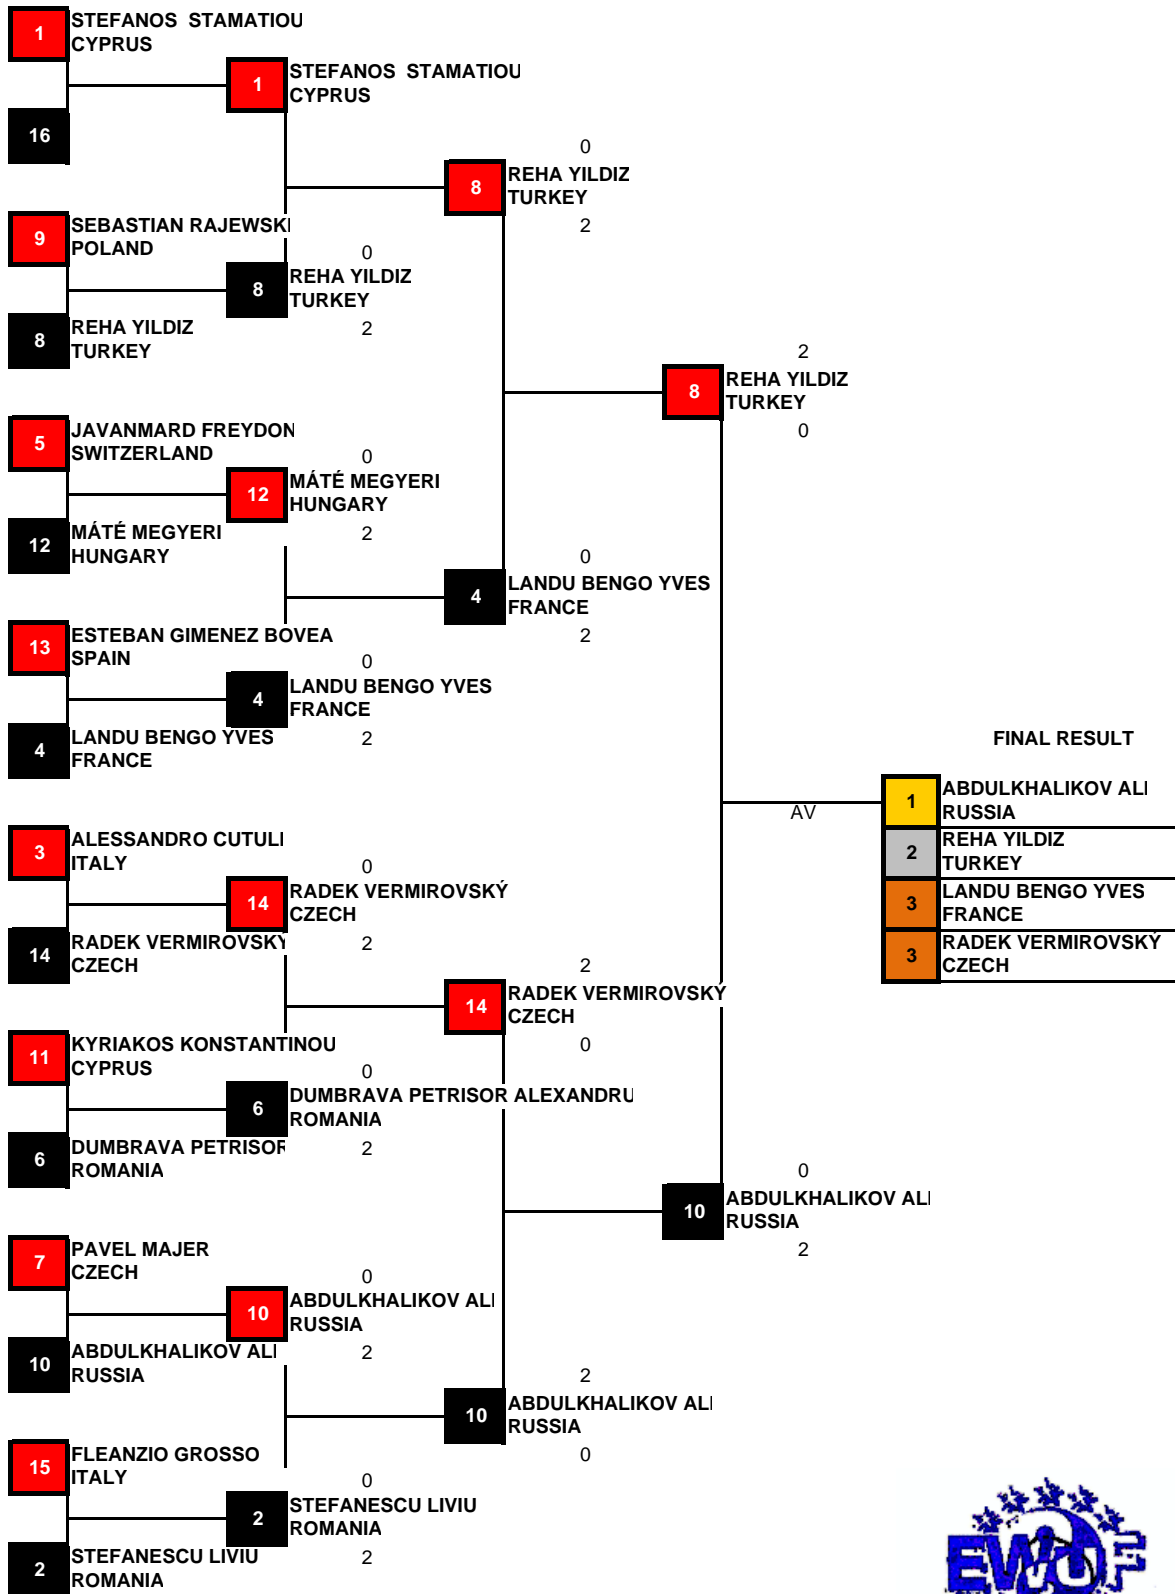 1
STEFANOS STAMATIOU
CYPRUS
16
9
SEBASTIAN RAJEWSKI
POLAND
8
REHA YILDIZ
TURKEY
5
JAVANMARD FREYDON
SWITZERLAND
12
MÁTÉ MEGYERI
HUNGARY
13
ESTEBAN GIMENEZ BOVEA
SPAIN
4
LANDU BENGO YVES
FRANCE
3
ALESSANDRO CUTULI
ITALY
14
RADEK VERMIROVSKÝ
CZECH
11
KYRIAKOS KONSTANTINOU
CYPRUS
6
DUMBRAVA PETRISOR
ROMANIA
7
PAVEL MAJER
CZECH
10
ABDULKHALIKOV ALI
RUSSIA
15
FLEANZIO GROSSO
ITALY
2
STEFANESCU LIVIU
ROMANIA
1
STEFANOS STAMATIOU
CYPRUS
0
8
REHA YILDIZ
TURKEY
2
0
12
MÁTÉ MEGYERI
HUNGARY
2
0
4
LANDU BENGO YVES
FRANCE
2
0
14
RADEK VERMIROVSKÝ
CZECH
2
0
6
DUMBRAVA PETRISOR ALEXANDRU
ROMANIA
2
0
10
ABDULKHALIKOV ALI
RUSSIA
2
0
2
STEFANESCU LIVIU
ROMANIA
2
0
8
REHA YILDIZ
TURKEY
2
0
4
LANDU BENGO YVES
FRANCE
2
2
14
RADEK VERMIROVSKÝ
CZECH
0
2
10
ABDULKHALIKOV ALI
RUSSIA
0
2
8
REHA YILDIZ
TURKEY
0
0
10
ABDULKHALIKOV ALI
RUSSIA
2
AV
FINAL RESULT
1
ABDULKHALIKOV ALI
RUSSIA
2
REHA YILDIZ
TURKEY
3
LANDU BENGO YVES
FRANCE
3
RADEK VERMIROVSKÝ
CZECH
EWUF